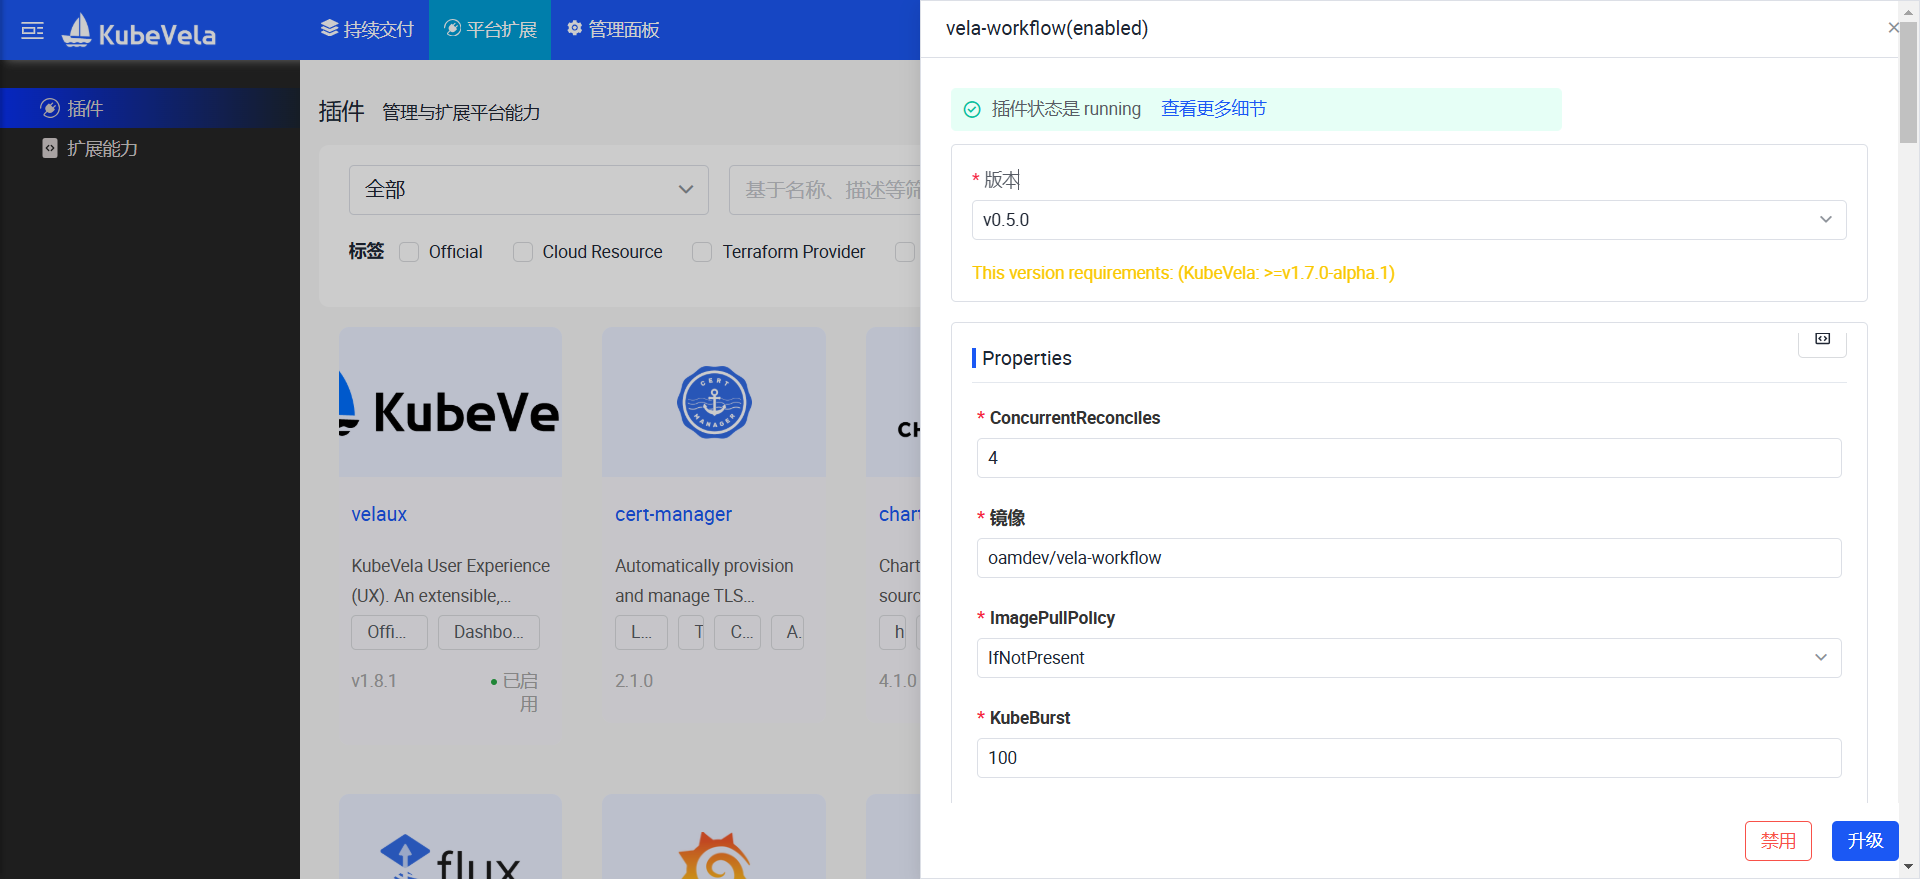 KubeVela
持续交付
平台扩展
管理面板
插件
扩展能力
插件 管理与扩展平台能力
全部
基于名称、描述等筛
标签 Official Cloud Resource Terraform Provider
KubeVe
CERT MANAGER
CH
velaux
cert-manager
chart
KubeVela User Experience
(UX). An extensible,...
Automatically provision
and manage TLS...
Chart
sourc
Offi... Dashbo...
L... T C... A.
h
v1.8.1
已启
用
2.1.0
4.1.0
flux
vela-workflow(enabled)
插件状态是 running 查看更多细节
* 版本
v0.5.0
This version requirements: (KubeVela: >=v1.7.0-alpha.1)
Properties
* ConcurrentReconciles
4
* 镜像
oamdev/vela-workflow
* ImagePullPolicy
IfNotPresent
* KubeBurst
100
禁用
升级